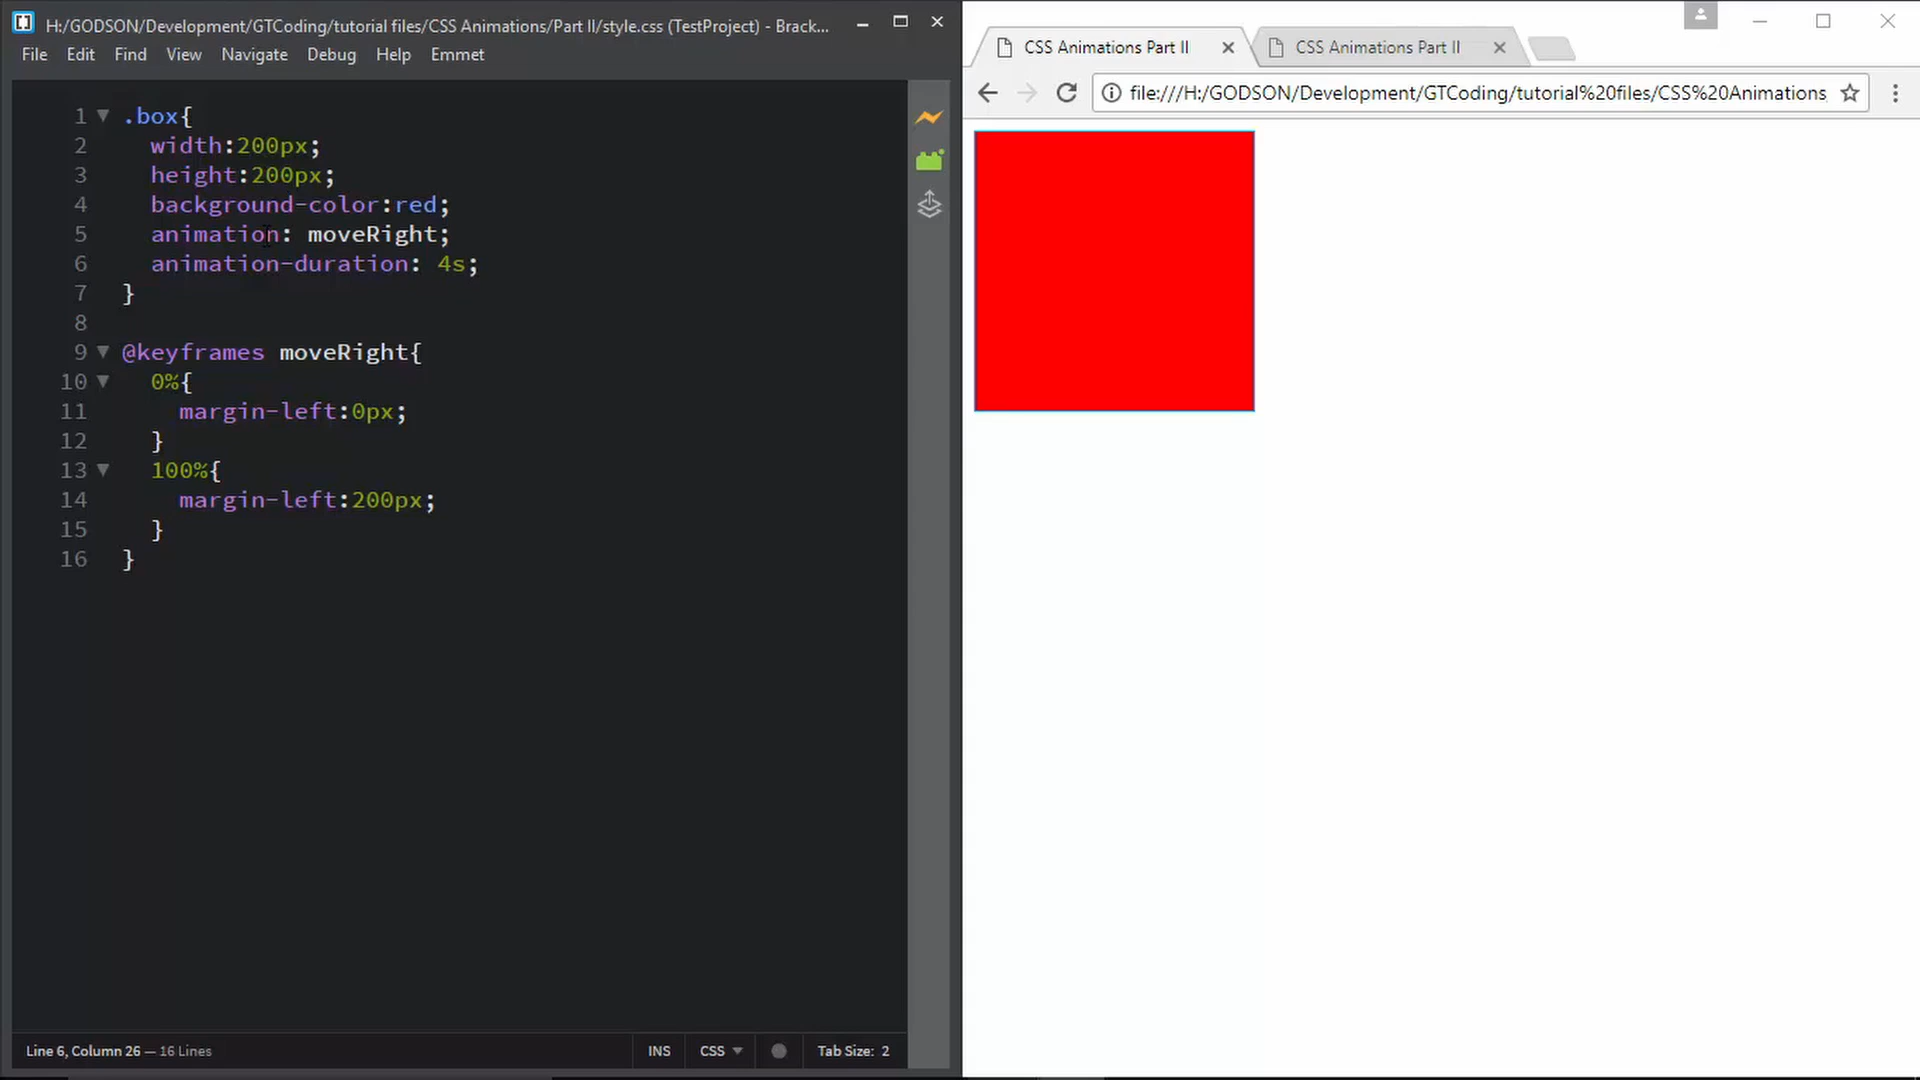 H:/GODSON/Development/GTCoding/tutorial files/CSS Animations/Part II/style.css (TestProject) - Brack...
File Edit Find View Navigate Debug Help Emmet
1 .box{
2 width:200px;
3 height:200px;
4 background-color:red;
5 animation: moveRight;
6 animation-duration: 4s;
7 }
8
9 @keyframes moveRight{
10 0%{
11 margin-left:0px;
12 }
13 100%{
14 margin-left:200px;
15 }
16 }
Line 6, Column 26 — 16 Lines
INS CSS Tab Size: 2
CSS Animations Part II
CSS Animations Part II
file:///H:/GODSON/Development/GTCoding/tutorial%20files/CSS%20Animations